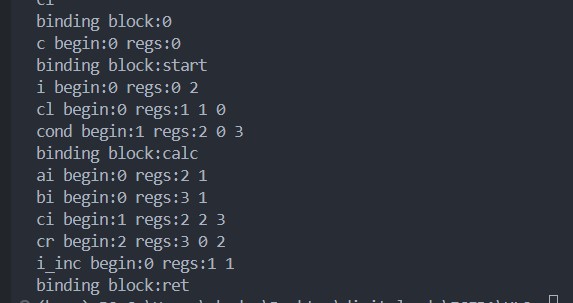 binding block:0
c begin:0 regs:0
binding block:start
i begin:0 regs:0 2
cl begin:0 regs:1 1 0
cond begin:1 regs:2 0 3
binding block:calc
ai begin:0 regs:2 1
bi begin:0 regs:3 1
ci begin:1 regs:2 2 3
cr begin:2 regs:3 0 2
i_inc begin:0 regs:1 1
binding block:ret